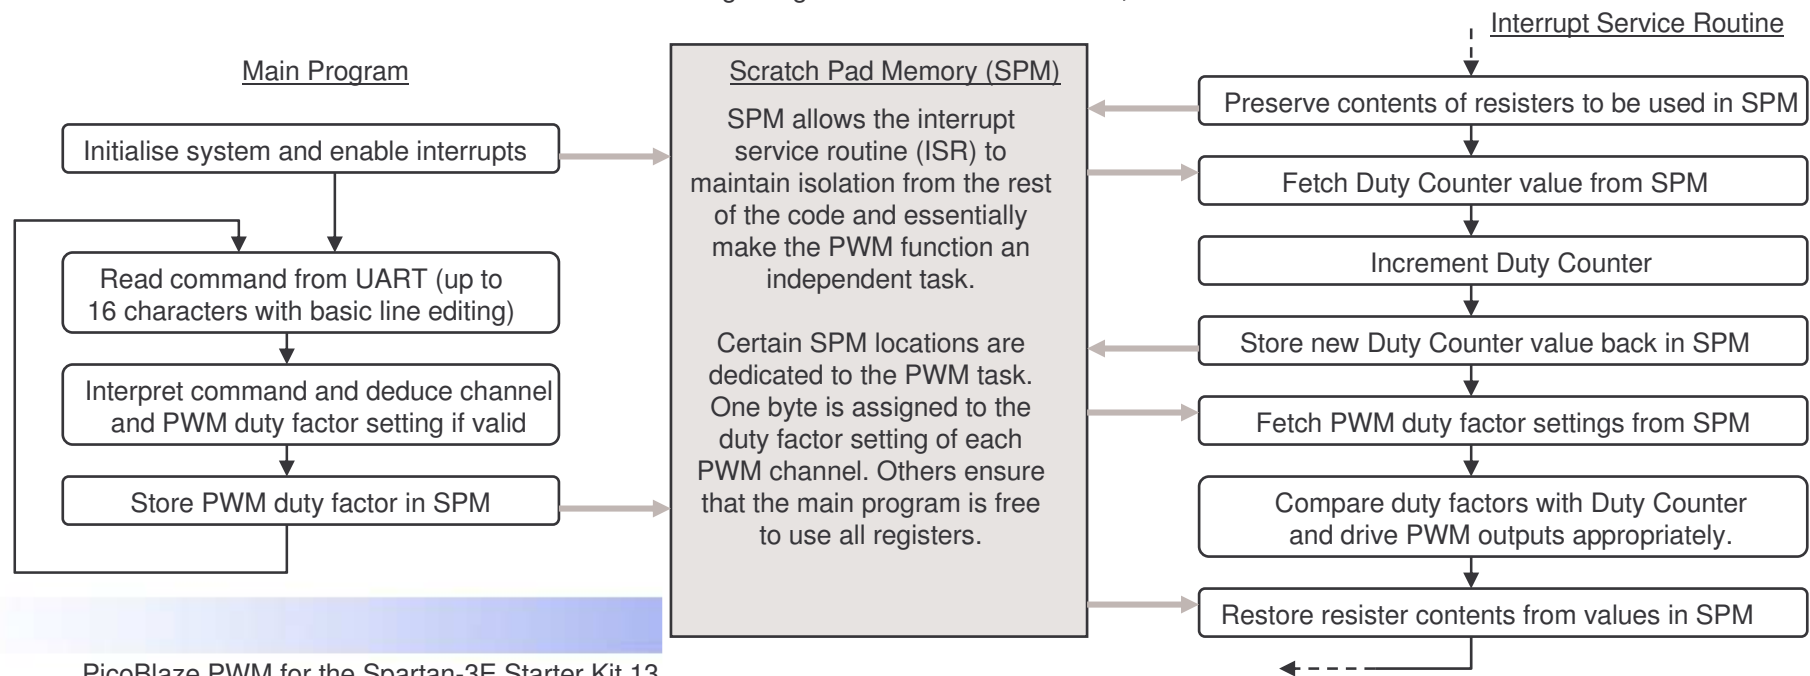 Main Program
Initialise system and enable interrupts
Read command from UART (up to
16 characters with basic line editing)
Interpret command and deduce channel
and PWM duty factor setting if valid
Store PWM duty factor in SPM
Scratch Pad Memory (SPM)
SPM allows the interrupt
service routine (ISR) to
maintain isolation from the rest
of the code and essentially
make the PWM function an
independent task.
Certain SPM locations are
dedicated to the PWM task.
One byte is assigned to the
duty factor setting of each
PWM channel. Others ensure
that the main program is free
to use all registers.
Interrupt Service Routine
Preserve contents of resisters to be used in SPM
Fetch Duty Counter value from SPM
Increment Duty Counter
Store new Duty Counter value back in SPM
Fetch PWM duty factor settings from SPM
Compare duty factors with Duty Counter
and drive PWM outputs appropriately.
Restore resister contents from values in SPM
PicoBlaze PWM for the Spartan-3E Starter Kit 13